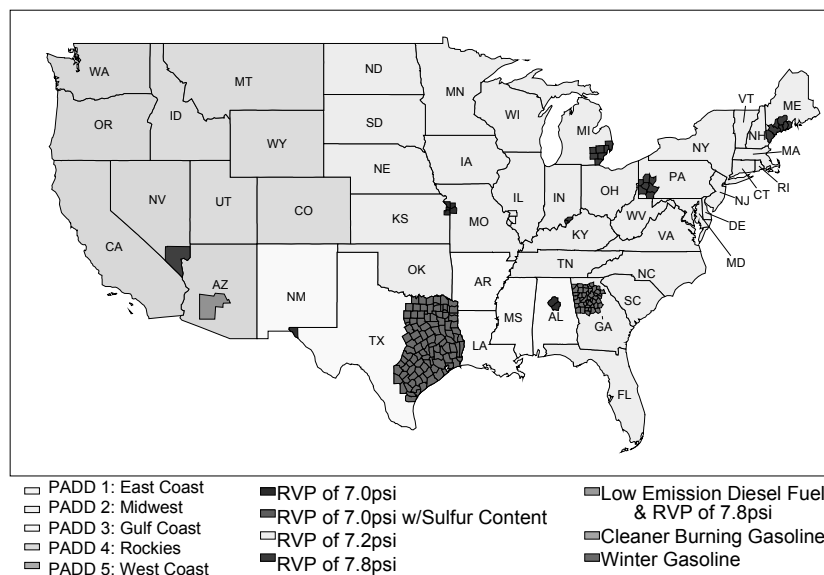 WA
MT
ND
MN
VT
ME
OR
ID
SD
WI
MI
NH
WY
NY
MA
NE
IA
PA
RI
NV
UT
IL
IN
OH
NJ
CT
CO
KS
MO
WV
DE
CA
KY
VA
MD
AZ
OK
TN
NC
NM
AR
SC
TX
MS
AL
GA
LA
FL
PADD 1: East Coast
PADD 2: Midwest
PADD 3: Gulf Coast
PADD 4: Rockies
PADD 5: West Coast
RVP of 7.0psi
RVP of 7.0psi w/Sulfur Content
RVP of 7.2psi
RVP of 7.8psi
Low Emission Diesel Fuel
& RVP of 7.8psi
Cleaner Burning Gasoline
Winter Gasoline